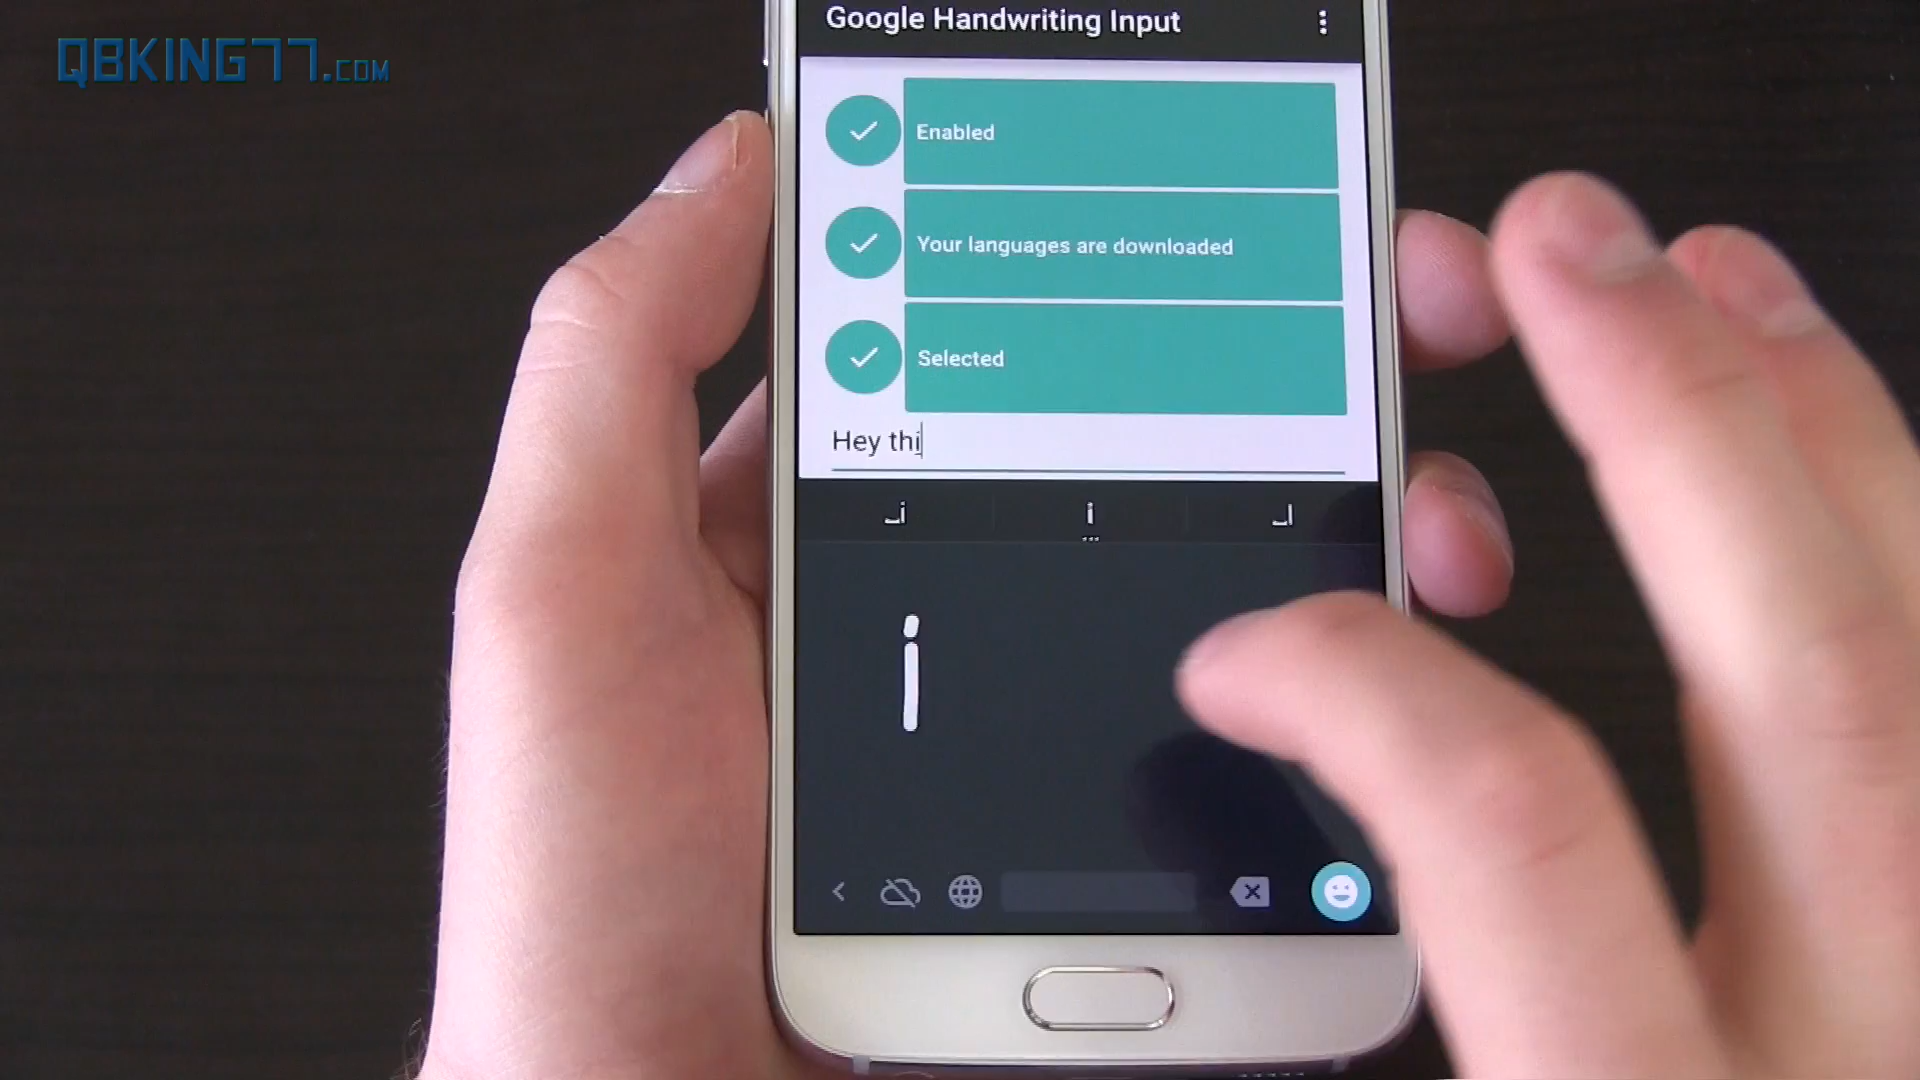 QBKING77.COM
Google Handwriting Input
Enabled
Your languages are downloaded
Selected
Hey thi
⎵i i ⎵l
i